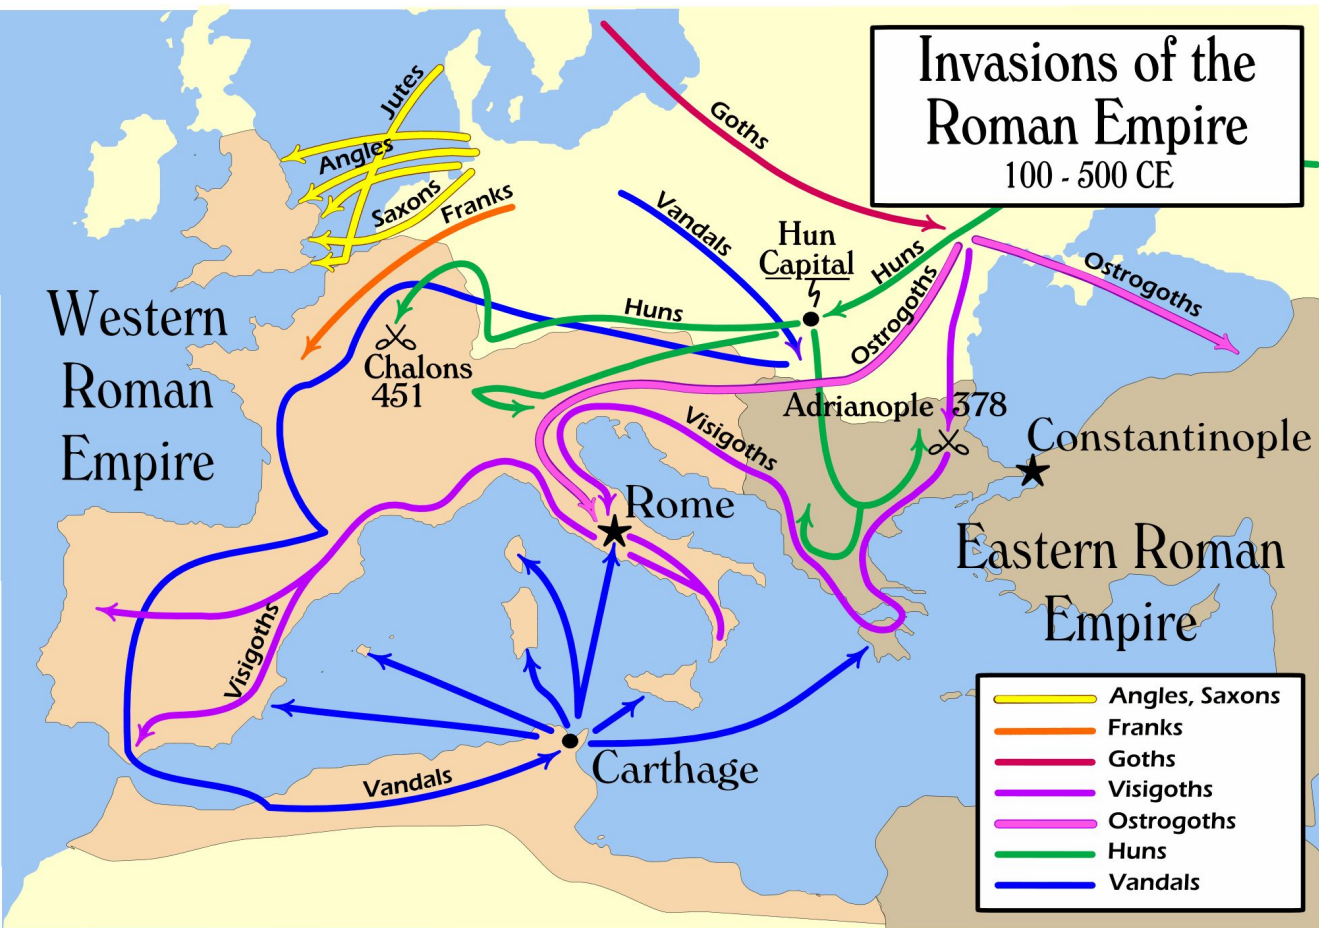 Invasions of the
Roman Empire
100 - 500 CE
Jutes
Angles
Saxons
Franks
Goths
Vandals
Hun
Capital
Huns
Ostrogoths
Ostrogoths
Huns
Western
Roman
Empire
Chalons
451
Adrianople 378
Visigoths
Constantinople
Rome
Eastern Roman
Empire
Visigoths
Carthage
Vandals
Angles, Saxons
Franks
Goths
Visigoths
Ostrogoths
Huns
Vandals